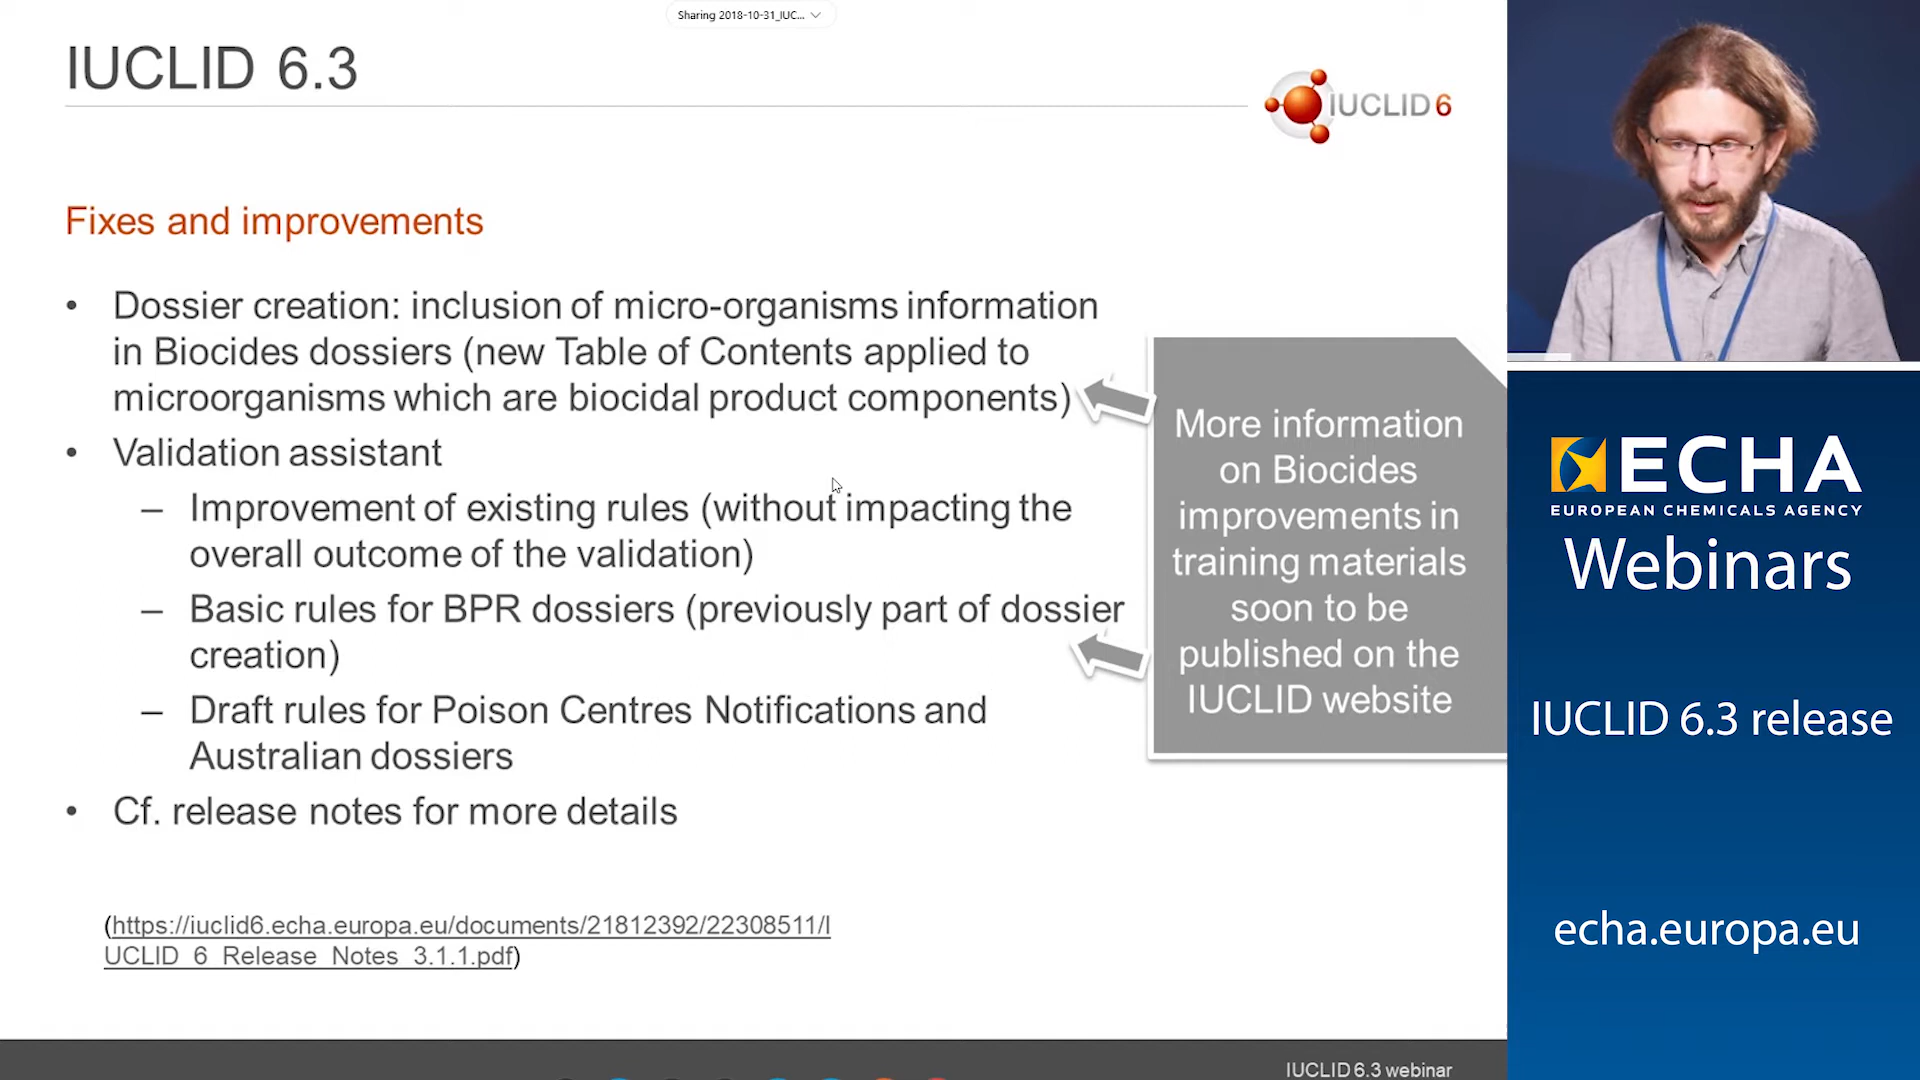 Sharing 2018-10-31_IUC...
IUCLID 6.3
IUCLID 6
Fixes and improvements
• Dossier creation: inclusion of micro-organisms information
in Biocides dossiers (new Table of Contents applied to
microorganisms which are biocidal product components)
• Validation assistant
– Improvement of existing rules (without impacting the
overall outcome of the validation)
– Basic rules for BPR dossiers (previously part of dossier
creation)
– Draft rules for Poison Centres Notifications and
Australian dossiers
• Cf. release notes for more details
(https://iuclid6.echa.europa.eu/documents/21812392/22308511/I
UCLID_6_Release_Notes_3.1.1.pdf)
More information
on Biocides
improvements in
training materials
soon to be
published on the
IUCLID website
IUCLID 6.3 webinar
ECHA
EUROPEAN CHEMICALS AGENCY
Webinars
IUCLID 6.3 release
echa.europa.eu